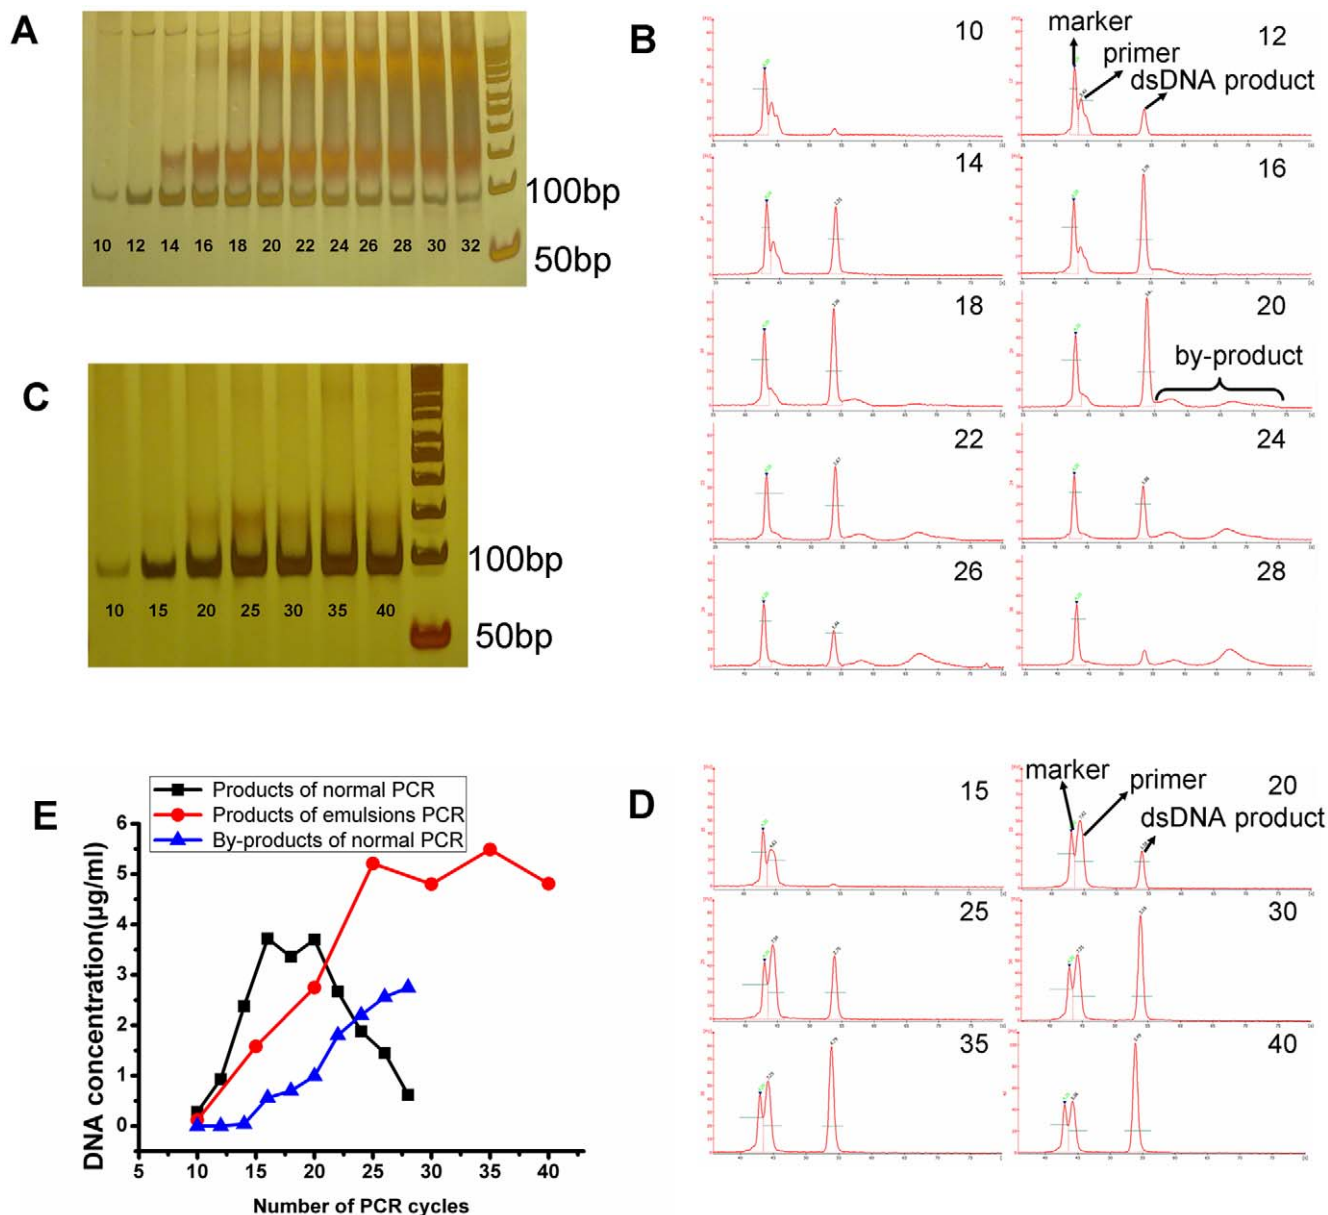 A
100bp
50bp
10 12 14 16 18 20 22 24 26 28 30 32
B
10
marker
12
primer
dsDNA product
14
16
18
20
by-product
22
24
26
28
C
100bp
50bp
10 15 20 25 30 35 40
E
Products of normal PCR
Products of emulsions PCR
By-products of normal PCR
DNA concentration(µg/ml)
6
5
4
3
2
1
0
5 10 15 20 25 30 35 40
Number of PCR cycles
D
15
marker
20
primer
dsDNA product
25
30
35
40